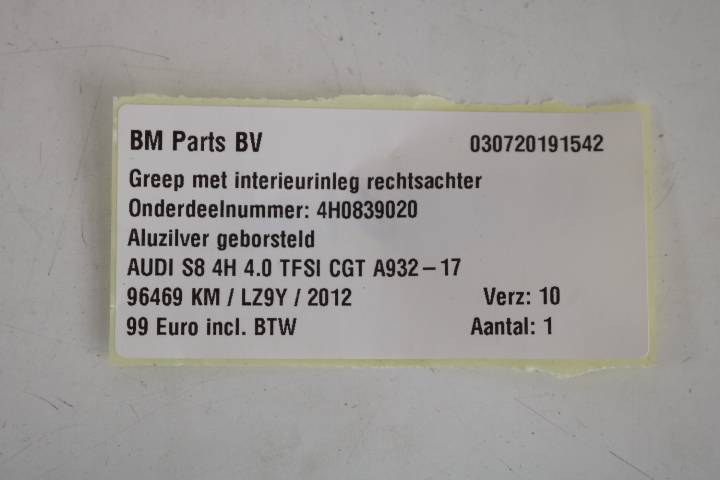 BM Parts BV 030720191542
Greep met interieurinleg rechtsachter
Onderdeelnummer: 4H0839020
Aluzilver geborsteld
AUDI S8 4H 4.0 TFSI CGT A932-17
96469 KM / LZ9Y / 2012 Verz: 10
99 Euro incl. BTW Aantal: 1